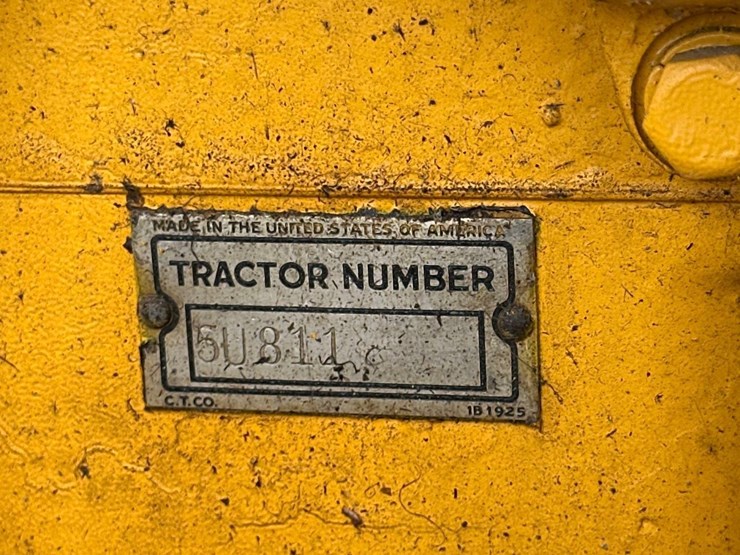 MADE IN THE UNITED STATES OF AMERICA
TRACTOR NUMBER
5U811
C.T.CO. 1B1925